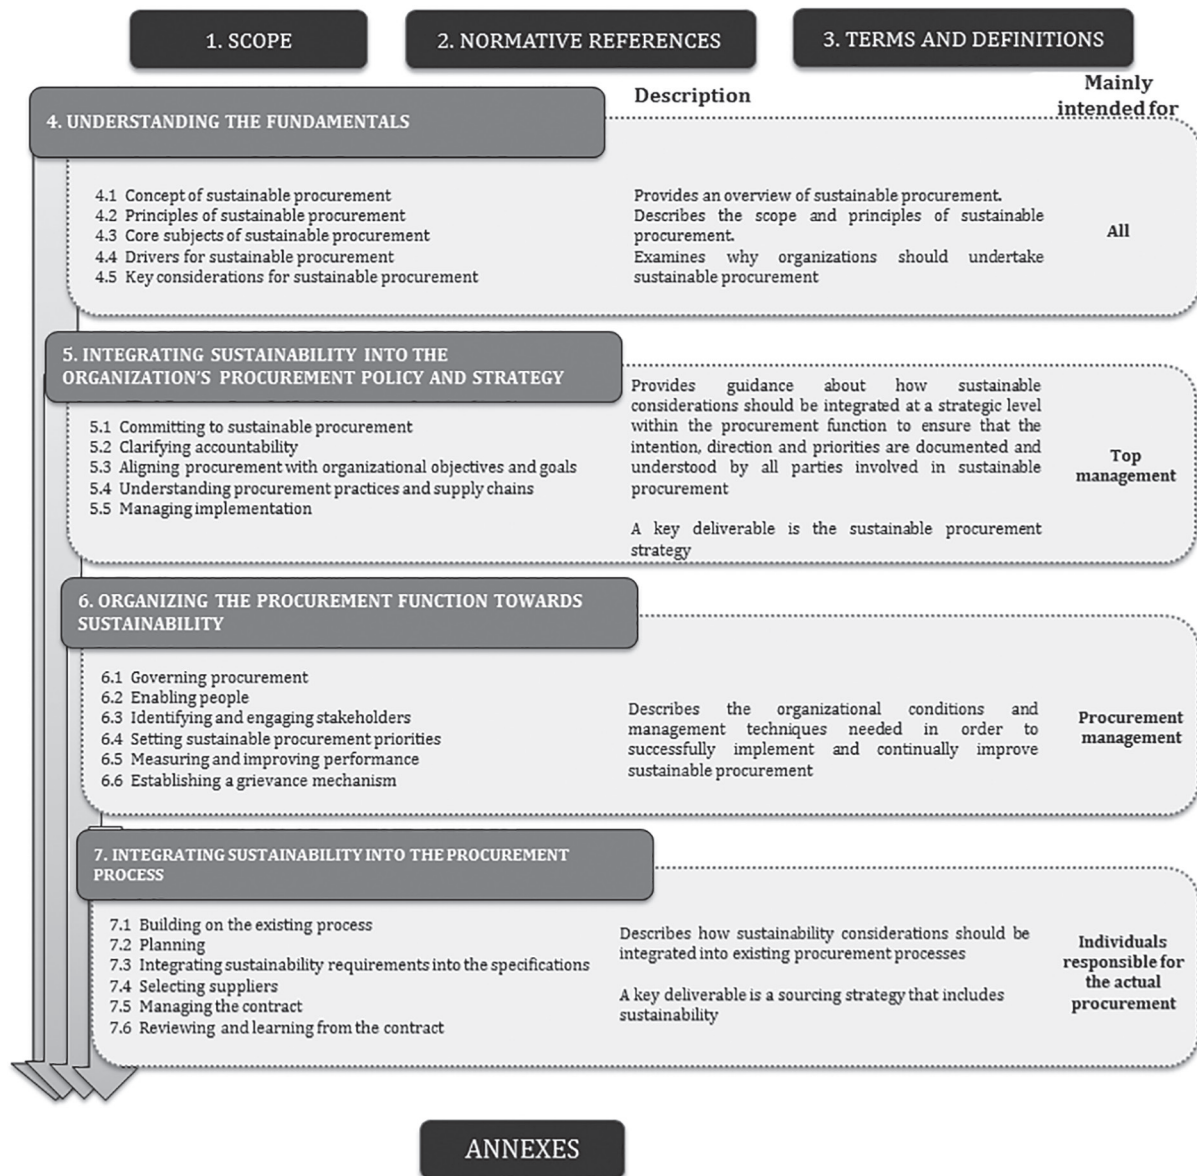 1. SCOPE
2. NORMATIVE REFERENCES
3. TERMS AND DEFINITIONS
Description
Mainly
intended for
4. UNDERSTANDING THE FUNDAMENTALS
4.1 Concept of sustainable procurement
4.2 Principles of sustainable procurement
4.3 Core subjects of sustainable procurement
4.4 Drivers for sustainable procurement
4.5 Key considerations for sustainable procurement
Provides an overview of sustainable procurement.
Describes the scope and principles of sustainable
procurement.
Examines why organizations should undertake
sustainable procurement
All
5. INTEGRATING SUSTAINABILITY INTO THE
ORGANIZATION'S PROCUREMENT POLICY AND STRATEGY
5.1 Committing to sustainable procurement
5.2 Clarifying accountability
5.3 Aligning procurement with organizational objectives and goals
5.4 Understanding procurement practices and supply chains
5.5 Managing implementation
Provides guidance about how sustainable
considerations should be integrated at a strategic level
within the procurement function to ensure that the
intention, direction and priorities are documented and
understood by all parties involved in sustainable
procurement
A key deliverable is the sustainable procurement
strategy
Top
management
6. ORGANIZING THE PROCUREMENT FUNCTION TOWARDS
SUSTAINABILITY
6.1 Governing procurement
6.2 Enabling people
6.3 Identifying and engaging stakeholders
6.4 Setting sustainable procurement priorities
6.5 Measuring and improving performance
6.6 Establishing a grievance mechanism
Describes the organizational conditions and
management techniques needed in order to
successfully implement and continually improve
sustainable procurement
Procurement
management
7. INTEGRATING SUSTAINABILITY INTO THE PROCUREMENT
PROCESS
7.1 Building on the existing process
7.2 Planning
7.3 Integrating sustainability requirements into the specifications
7.4 Selecting suppliers
7.5 Managing the contract
7.6 Reviewing and learning from the contract
Describes how sustainability considerations should be
integrated into existing procurement processes
A key deliverable is a sourcing strategy that includes
sustainability
Individuals
responsible for
the actual
procurement
ANNEXES